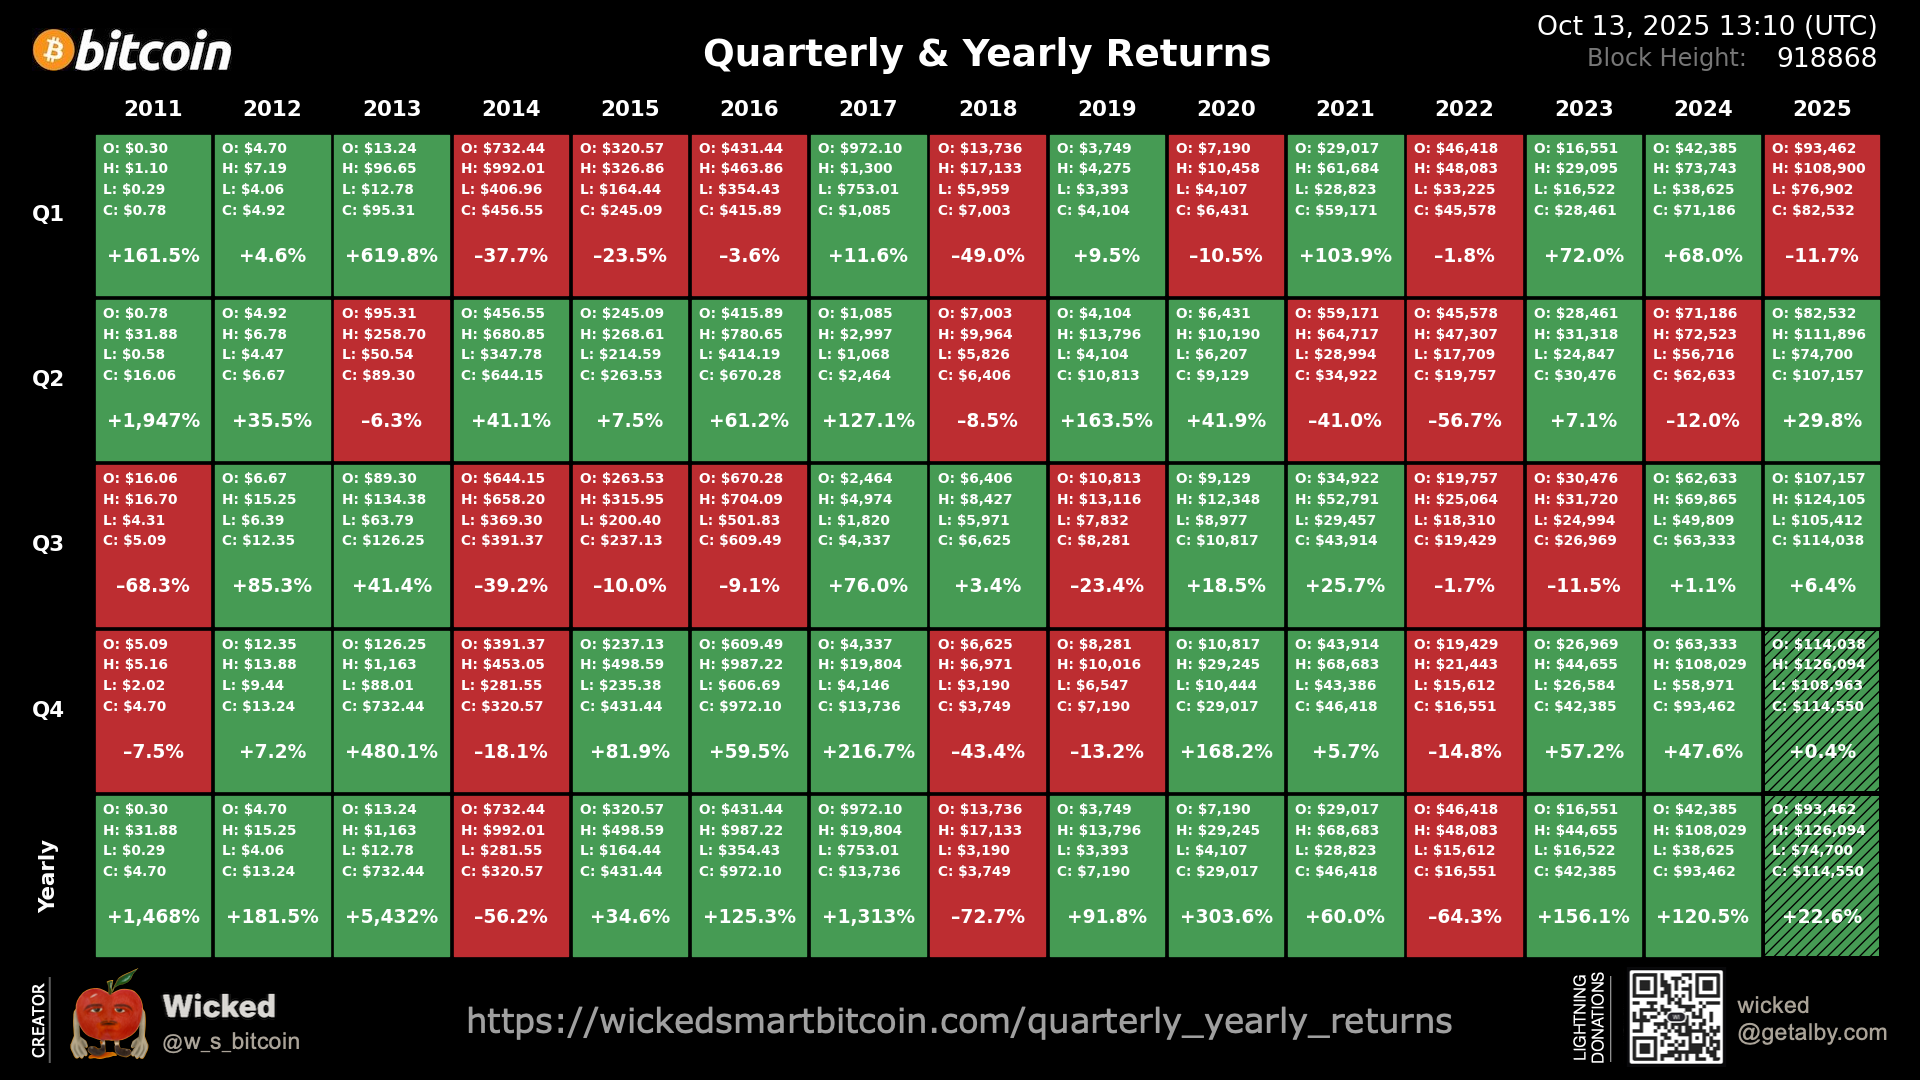 bitcoin
Quarterly & Yearly Returns
Oct 13, 2025 13:10 (UTC)
Block Height: 918868
2011 2012 2013 2014 2015 2016 2017 2018 2019 2020 2021 2022 2023 2024 2025
Q1
O: $0.30 O: $4.70 O: $13.24 O: $732.44 O: $320.57 O: $431.44 O: $972.10 O: $13,736 O: $3,749 O: $7,190 O: $29,017 O: $46,418 O: $16,551 O: $42,385 O: $93,462
H: $1.10 H: $7.19 H: $96.65 H: $992.01 H: $326.86 H: $463.86 H: $1,300 H: $17,133 H: $4,275 H: $10,458 H: $61,684 H: $48,083 H: $29,095 H: $73,743 H: $108,900
L: $0.29 L: $4.06 L: $12.78 L: $406.96 L: $164.44 L: $354.43 L: $753.01 L: $5,959 L: $3,393 L: $4,107 L: $28,823 L: $33,225 L: $16,522 L: $38,625 L: $76,902
C: $0.78 C: $4.92 C: $95.31 C: $456.55 C: $245.09 C: $415.89 C: $1,085 C: $7,003 C: $4,104 C: $6,431 C: $59,171 C: $45,578 C: $28,461 C: $71,186 C: $82,532
+161.5% +4.6% +619.8% –37.7% –23.5% –3.6% +11.6% –49.0% +9.5% –10.5% +103.9% –1.8% +72.0% +68.0% –11.7%
Q2
O: $0.78 O: $4.92 O: $95.31 O: $456.55 O: $245.09 O: $415.89 O: $1,085 O: $7,003 O: $4,104 O: $6,431 O: $59,171 O: $45,578 O: $28,461 O: $71,186 O: $82,532
H: $31.88 H: $6.78 H: $258.70 H: $680.85 H: $268.61 H: $780.65 H: $2,997 H: $9,964 H: $13,796 H: $10,190 H: $64,717 H: $47,307 H: $31,318 H: $72,523 H: $111,896
L: $0.58 L: $4.47 L: $50.54 L: $347.78 L: $214.59 L: $414.19 L: $1,068 L: $5,826 L: $4,104 L: $6,207 L: $28,994 L: $17,709 L: $24,847 L: $56,716 L: $74,700
C: $16.06 C: $6.67 C: $89.30 C: $644.15 C: $263.53 C: $670.28 C: $2,464 C: $6,406 C: $10,813 C: $9,129 C: $34,922 C: $19,757 C: $30,476 C: $62,633 C: $107,157
+1,947% +35.5% –6.3% +41.1% +7.5% +61.2% +127.1% –8.5% +163.5% +41.9% –41.0% –56.7% +7.1% –12.0% +29.8%
Q3
O: $16.06 O: $6.67 O: $89.30 O: $644.15 O: $263.53 O: $670.28 O: $2,464 O: $6,406 O: $10,813 O: $9,129 O: $34,922 O: $19,757 O: $30,476 O: $62,633 O: $107,157
H: $16.70 H: $15.25 H: $134.38 H: $658.20 H: $315.95 H: $704.09 H: $4,974 H: $8,427 H: $13,116 H: $12,348 H: $52,791 H: $25,064 H: $31,720 H: $69,865 H: $124,105
L: $4.31 L: $6.39 L: $63.79 L: $369.30 L: $200.40 L: $501.83 L: $1,820 L: $5,971 L: $7,832 L: $8,977 L: $29,457 L: $18,310 L: $24,994 L: $49,809 L: $105,412
C: $5.09 C: $12.35 C: $126.25 C: $391.37 C: $237.13 C: $609.49 C: $4,337 C: $6,625 C: $8,281 C: $10,817 C: $43,914 C: $19,429 C: $26,969 C: $63,333 C: $114,038
–68.3% +85.3% +41.4% –39.2% –10.0% –9.1% +76.0% +3.4% –23.4% +18.5% +25.7% –1.7% –11.5% +1.1% +6.4%
Q4
O: $5.09 O: $12.35 O: $126.25 O: $391.37 O: $237.13 O: $609.49 O: $4,337 O: $6,625 O: $8,281 O: $10,817 O: $43,914 O: $19,429 O: $26,969 O: $63,333 O: $114,038
H: $5.16 H: $13.88 H: $1,163 H: $453.05 H: $498.59 H: $987.22 H: $19,804 H: $6,971 H: $10,016 H: $29,245 H: $68,683 H: $21,443 H: $44,655 H: $108,029 H: $126,094
L: $2.02 L: $9.44 L: $88.01 L: $281.55 L: $235.38 L: $606.69 L: $4,146 L: $3,190 L: $6,547 L: $10,444 L: $43,386 L: $15,612 L: $26,584 L: $58,971 L: $108,963
C: $4.70 C: $13.24 C: $732.44 C: $320.57 C: $431.44 C: $972.10 C: $13,736 C: $3,749 C: $7,190 C: $29,017 C: $46,418 C: $16,551 C: $42,385 C: $93,462 C: $114,550
–7.5% +7.2% +480.1% –18.1% +81.9% +59.5% +216.7% –43.4% –13.2% +168.2% +5.7% –14.8% +57.2% +47.6% +0.4%
Yearly
O: $0.30 O: $4.70 O: $13.24 O: $732.44 O: $320.57 O: $431.44 O: $972.10 O: $13,736 O: $3,749 O: $7,190 O: $29,017 O: $46,418 O: $16,551 O: $42,385 O: $93,462
H: $31.88 H: $15.25 H: $1,163 H: $992.01 H: $498.59 H: $987.22 H: $19,804 H: $17,133 H: $13,796 H: $29,245 H: $68,683 H: $48,083 H: $44,655 H: $108,029 H: $126,094
L: $0.29 L: $4.06 L: $12.78 L: $281.55 L: $164.44 L: $354.43 L: $753.01 L: $3,190 L: $3,393 L: $4,107 L: $28,823 L: $15,612 L: $16,522 L: $38,625 L: $74,700
C: $4.70 C: $13.24 C: $732.44 C: $320.57 C: $431.44 C: $972.10 C: $13,736 C: $3,749 C: $7,190 C: $29,017 C: $46,418 C: $16,551 C: $42,385 C: $93,462 C: $114,550
+1,468% +181.5% +5,432% –56.2% +34.6% +125.3% +1,313% –72.7% +91.8% +303.6% +60.0% –64.3% +156.1% +120.5% +22.6%
CREATOR
Wicked
@w_s_bitcoin
https://wickedsmartbitcoin.com/quarterly_yearly_returns
LIGHTNING
DONATIONS
wicked
@getalby.com